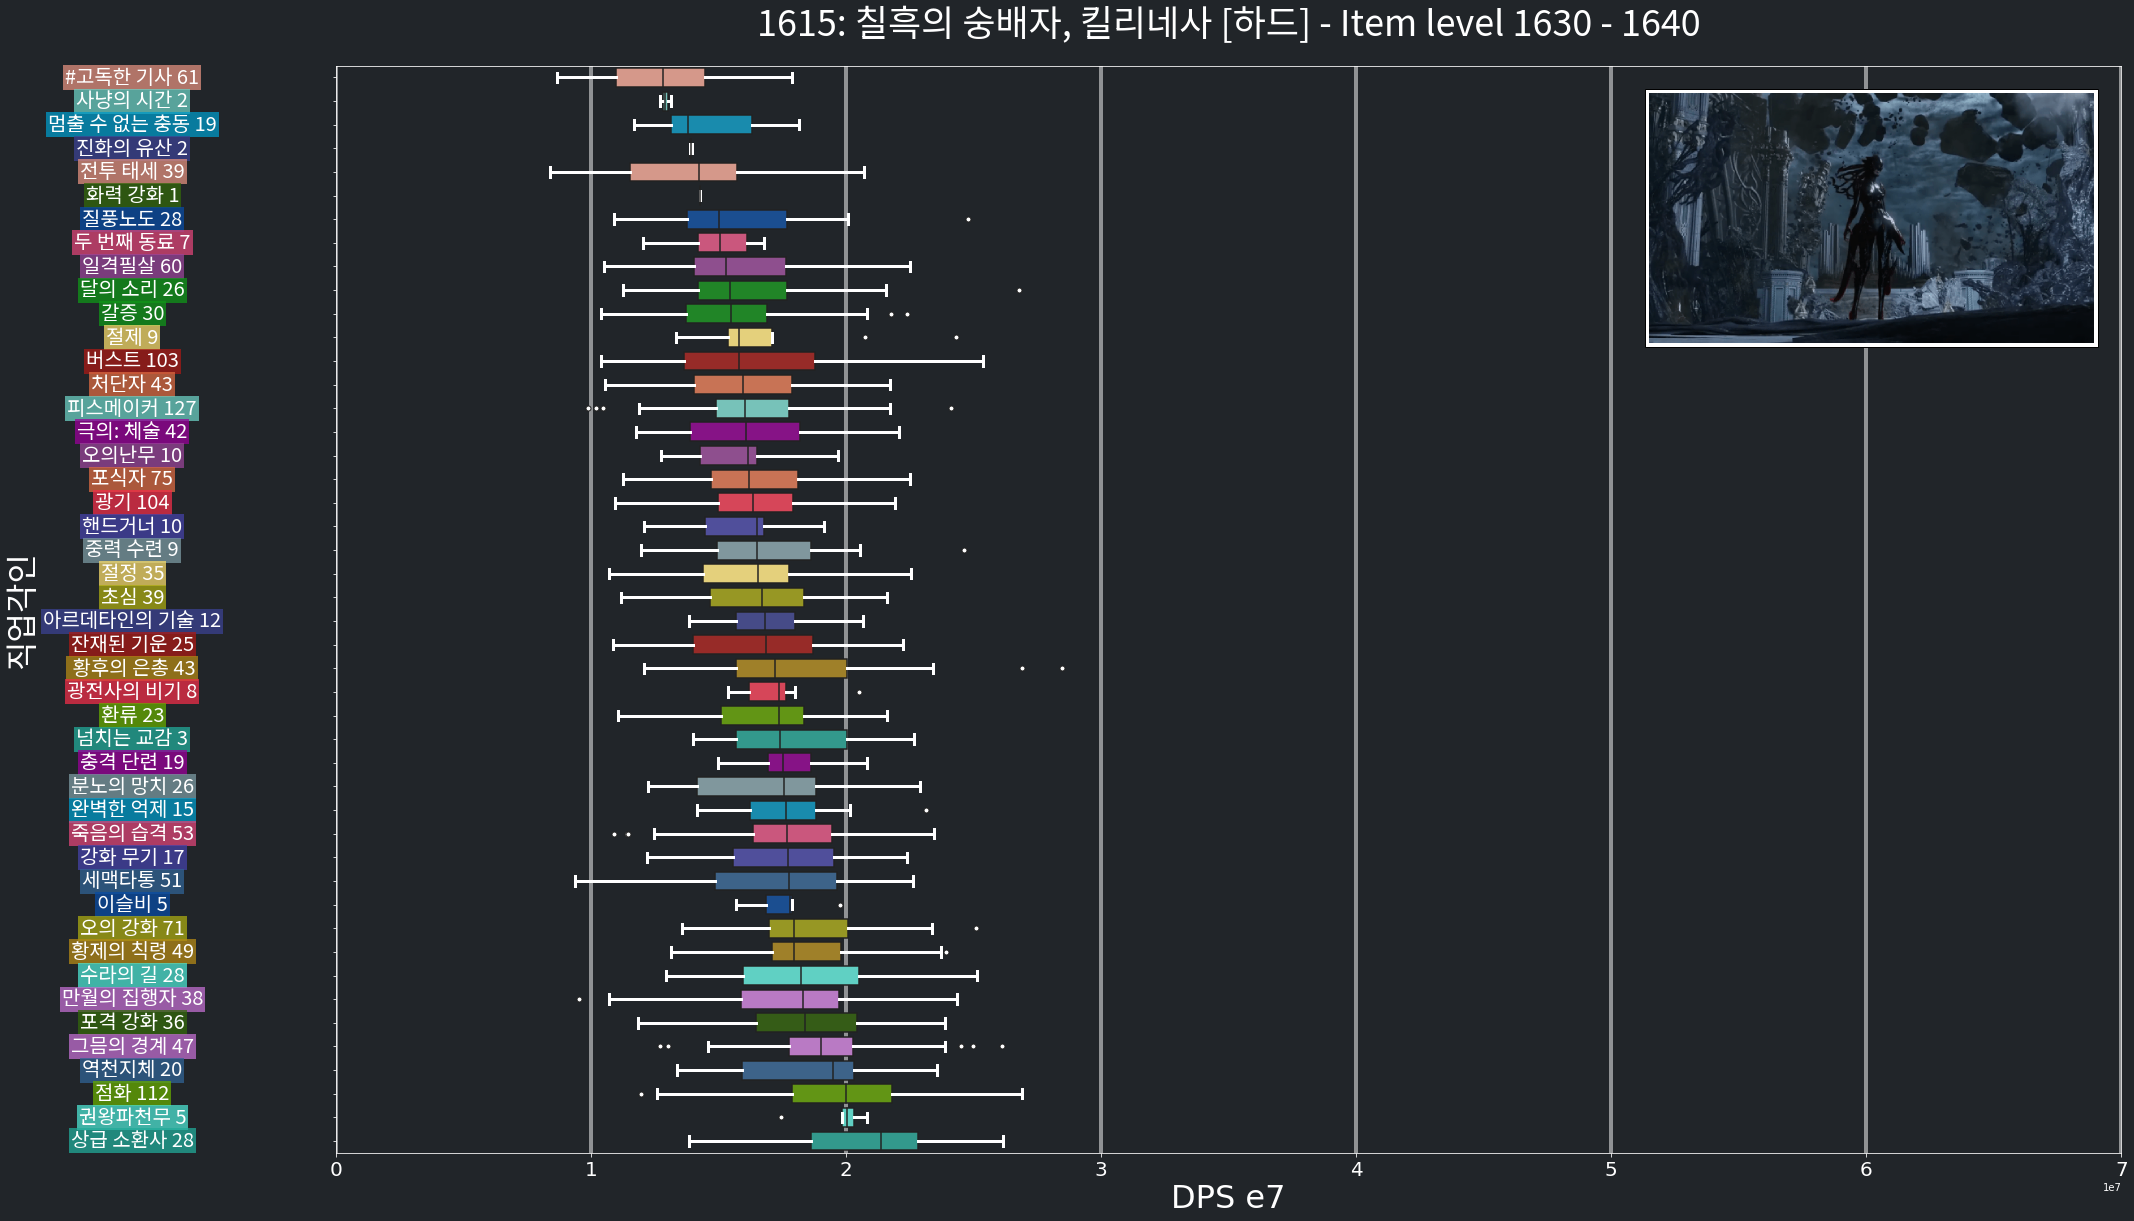 1615: 칠흑의 숭배자, 킬리네사 [하드] - Item level 1630 - 1640
#고독한 기사 61
사냥의 시간 2
멈출 수 없는 충동 19
진화의 유산 2
전투 태세 39
화력 강화 1
질풍노도 28
두 번째 동료 7
일격필살 60
달의 소리 26
갈증 30
절제 9
버스트 103
처단자 43
피스메이커 127
극의: 체술 42
오의난무 10
포식자 75
광기 104
핸드거너 10
중력 수련 9
절정 35
초심 39
아르데타인의 기술 12
잔재된 기운 25
황후의 은총 43
광전사의 비기 8
환류 23
넘치는 교감 3
충격 단련 19
분노의 망치 26
완벽한 억제 15
죽음의 습격 53
강화 무기 17
세맥타통 51
이슬비 5
오의 강화 71
황제의 칙령 49
수라의 길 28
만월의 집행자 38
포격 강화 36
그믐의 경계 47
역천지체 20
점화 112
권왕파천무 5
상급 소환사 28
직업각인
0 1 2 3 4 5 6 7
1e7
DPS e7